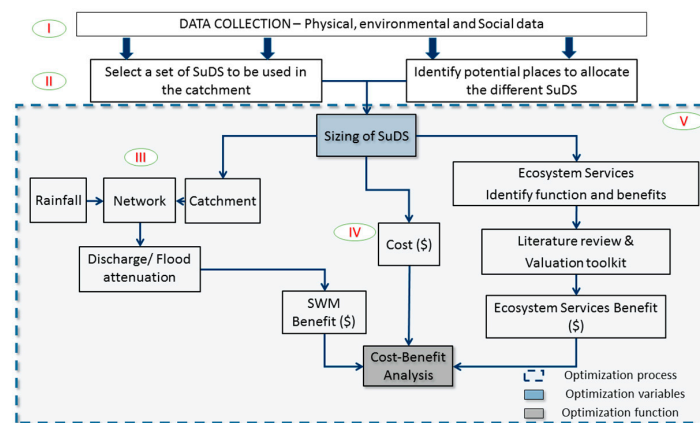 I
DATA COLLECTION – Physical, environmental and Social data
II
Select a set of SuDS to be used in
the catchment
Identify potential places to allocate
the different SuDS
V
Sizing of SuDS
III
Rainfall
Network
Catchment
Ecosystem Services
Identify function and benefits
IV
Cost ($)
Discharge/ Flood
attenuation
Literature review &
Valuation toolkit
SWM
Benefit ($)
Ecosystem Services Benefit
($)
Cost-Benefit
Analysis
Optimization process
Optimization variables
Optimization function